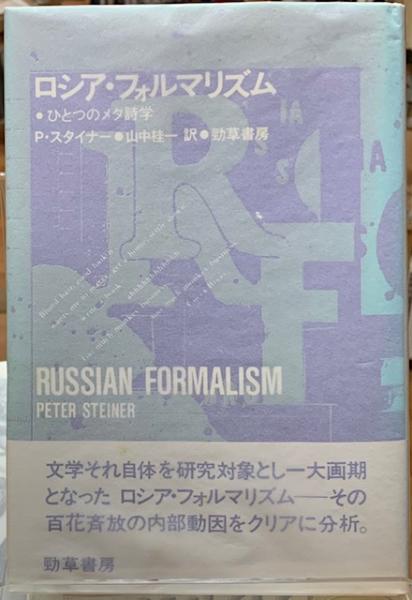 ロシア・フォルマリズム
●ひとつのメタ詩学
P・スタイナー●山中桂一 訳●勁草書房
IA
S
S
S
A
R
F
RUSSIAN FORMALISM
PETER STEINER
文学それ自体を研究対象とし一大画期
となった ロシア・フォルマリズム──その
百花斉放の内部動因をクリアに分析。
勁草書房